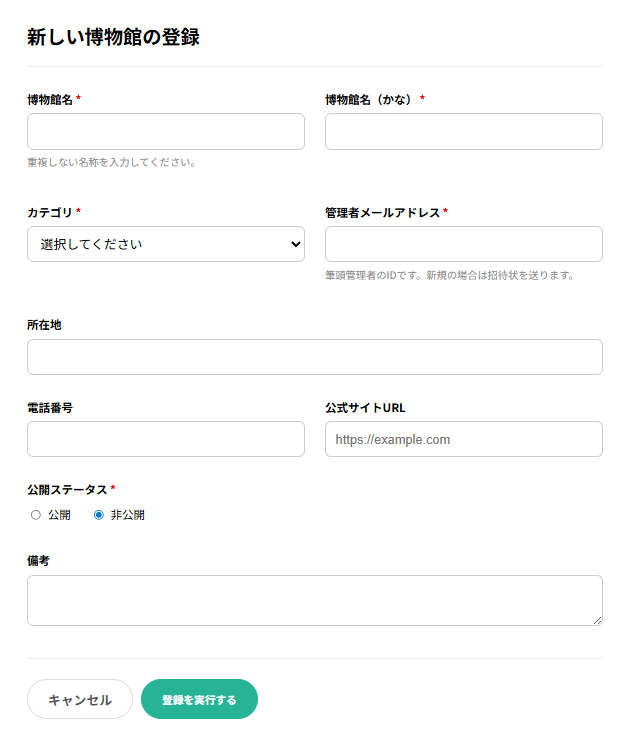 新しい博物館の登録
博物館名 *
博物館名（かな） *
重複しない名称を入力してください。
カテゴリ *
管理者メールアドレス *
選択してください
筆頭管理者のIDです。新規の場合は招待状を送ります。
所在地
電話番号
公式サイトURL
https://example.com
公開ステータス *
公開
非公開
備考
キャンセル
登録を実行する